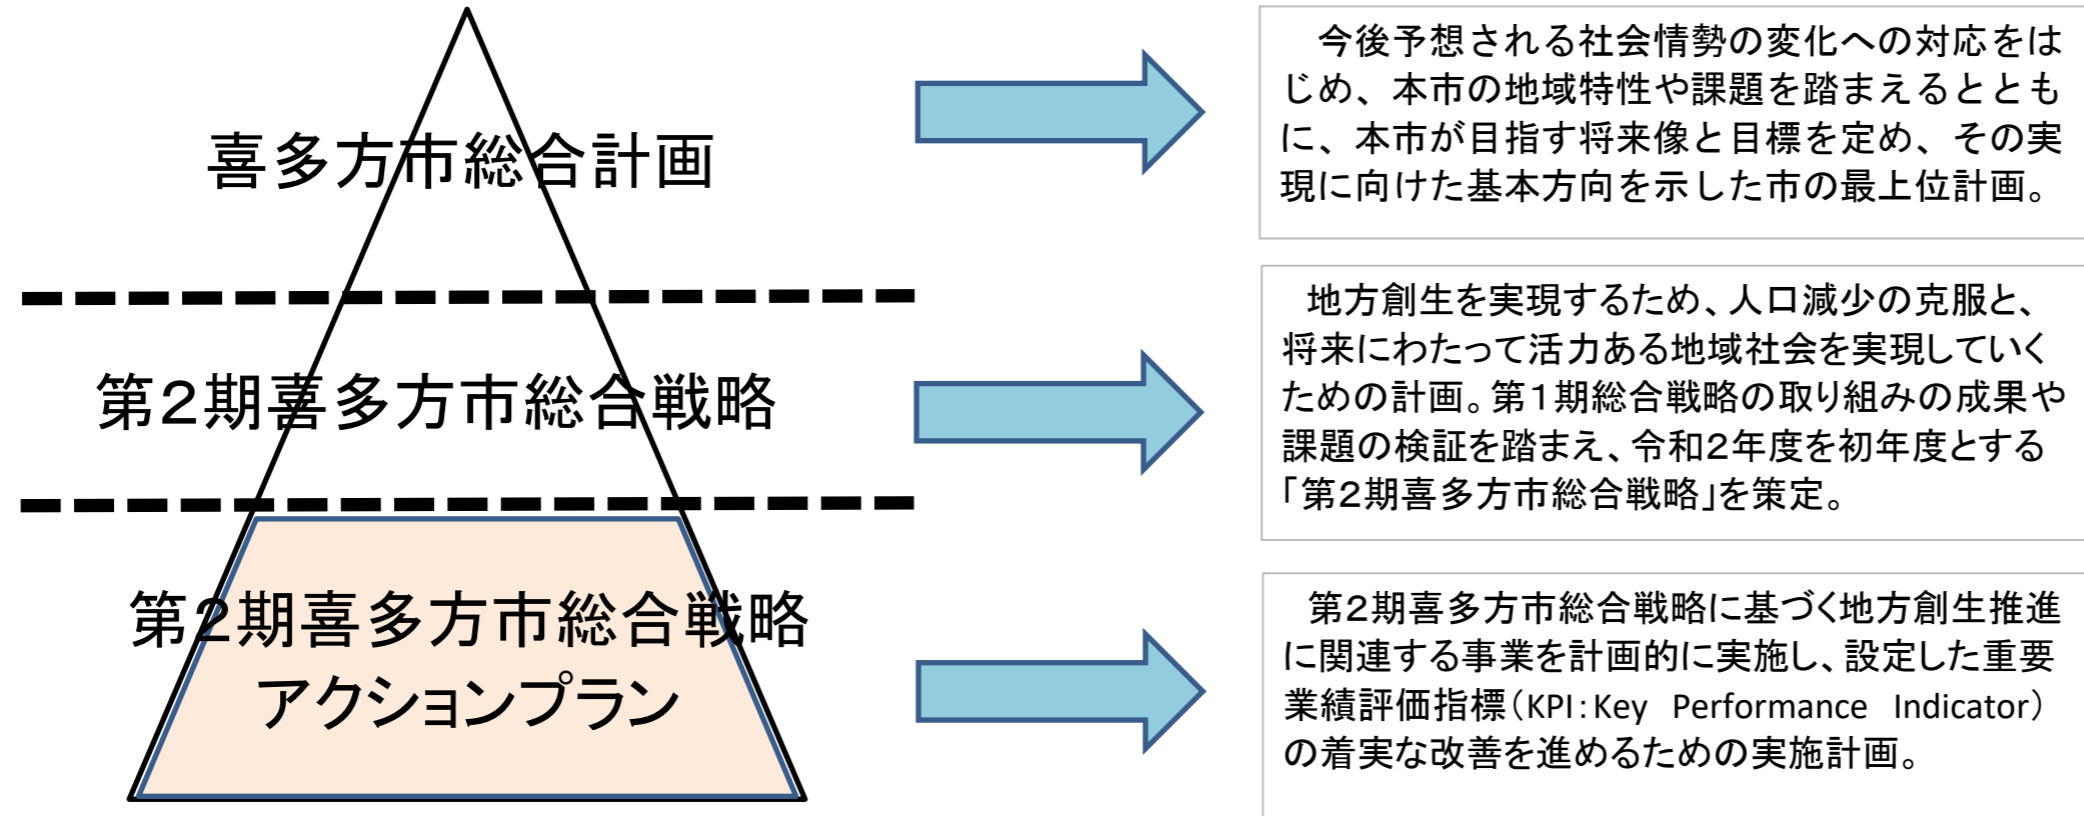 喜多方市総合計画
今後予想される社会情勢の変化への対応をは
じめ、本市の地域特性や課題を踏まえるととも
に、本市が目指す将来像と目標を定め、その実
現に向けた基本方向を示した市の最上位計画。
第2期喜多方市総合戦略
地方創生を実現するため、人口減少の克服と、
将来にわたって活力ある地域社会を実現していく
ための計画。第1期総合戦略の取り組みの成果や
課題の検証を踏まえ、令和2年度を初年度とする
「第2期喜多方市総合戦略」を策定。
第2期喜多方市総合戦略
アクションプラン
第2期喜多方市総合戦略に基づく地方創生推進
に関連する事業を計画的に実施し、設定した重要
業績評価指標(KPI:Key Performance Indicator)
の着実な改善を進めるための実施計画。